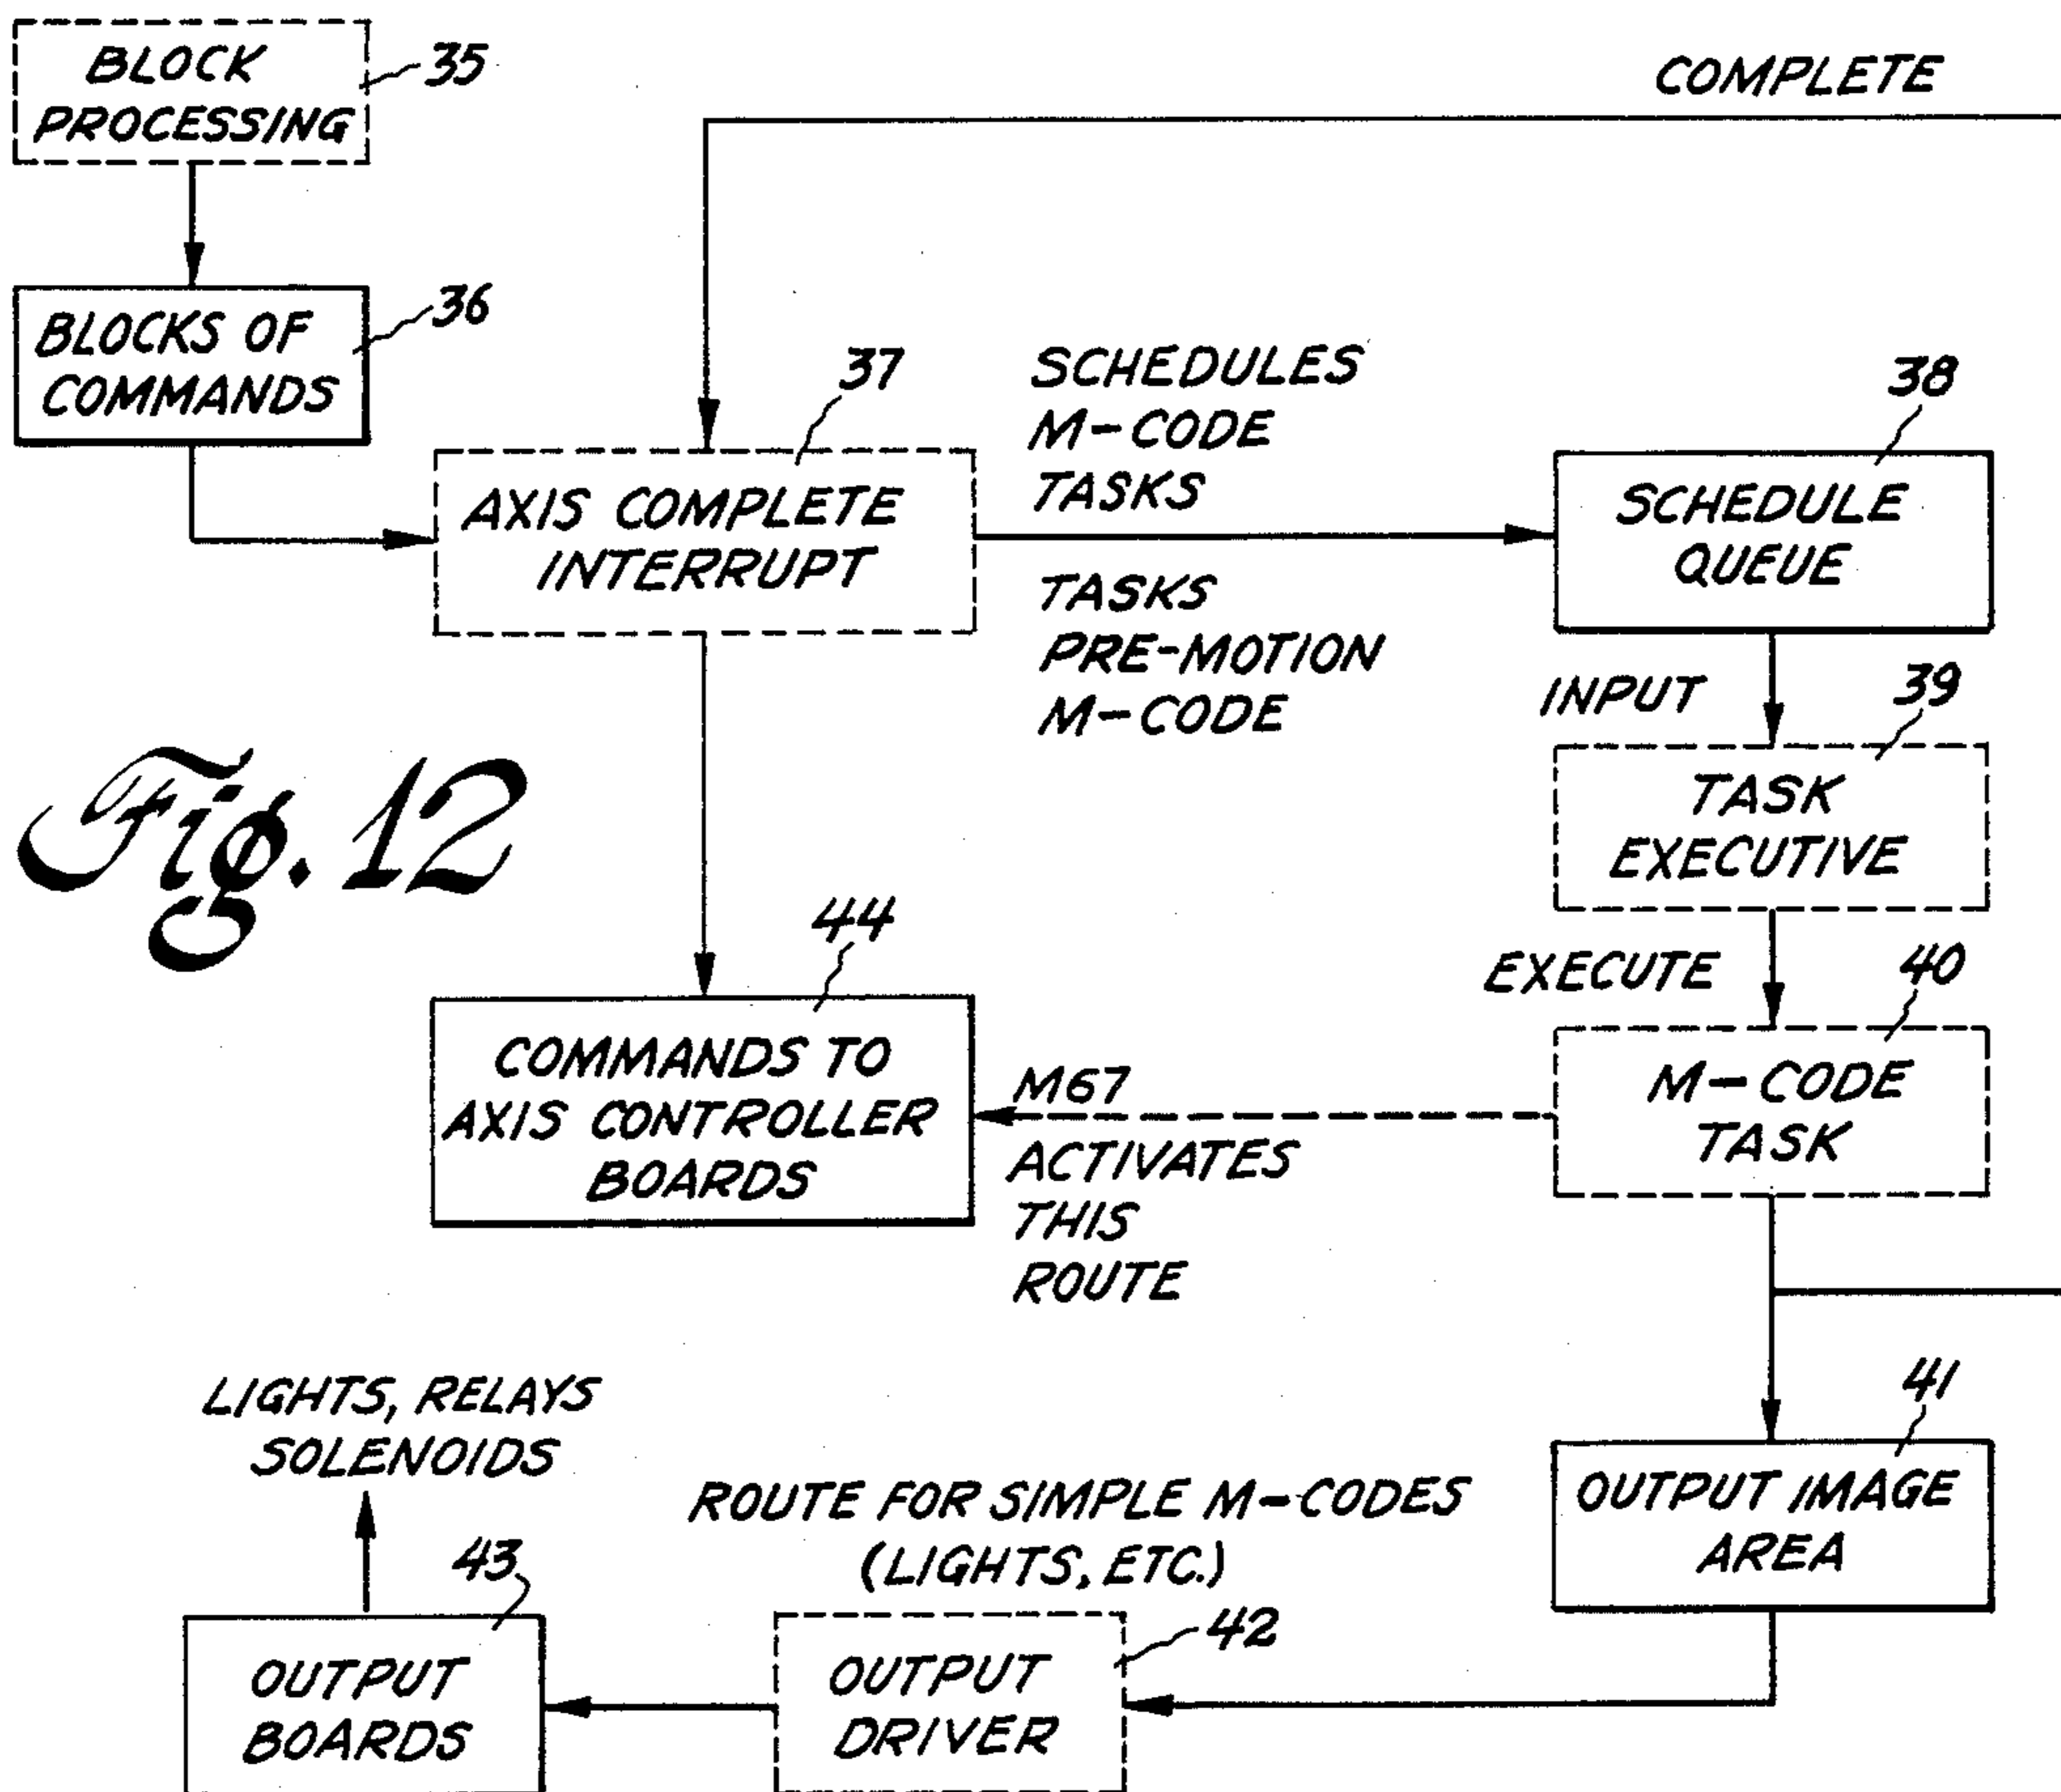 BLOCK
PROCESSING
35
COMPLETE
BLOCKS OF
COMMANDS
36
AXIS COMPLETE
INTERRUPT
37
SCHEDULES
M-CODE
TASKS
TASKS
PRE-MOTION
M-CODE
SCHEDULE
QUEUE
38
INPUT
39
TASK
EXECUTIVE
Fig. 12
EXECUTE
40
M-CODE
TASK
44
COMMANDS TO
AXIS CONTROLLER
BOARDS
M67
ACTIVATES
THIS
ROUTE
41
OUTPUT IMAGE
AREA
LIGHTS, RELAYS
SOLENOIDS
ROUTE FOR SIMPLE M-CODES
(LIGHTS, ETC.)
43
OUTPUT
BOARDS
42
OUTPUT
DRIVER